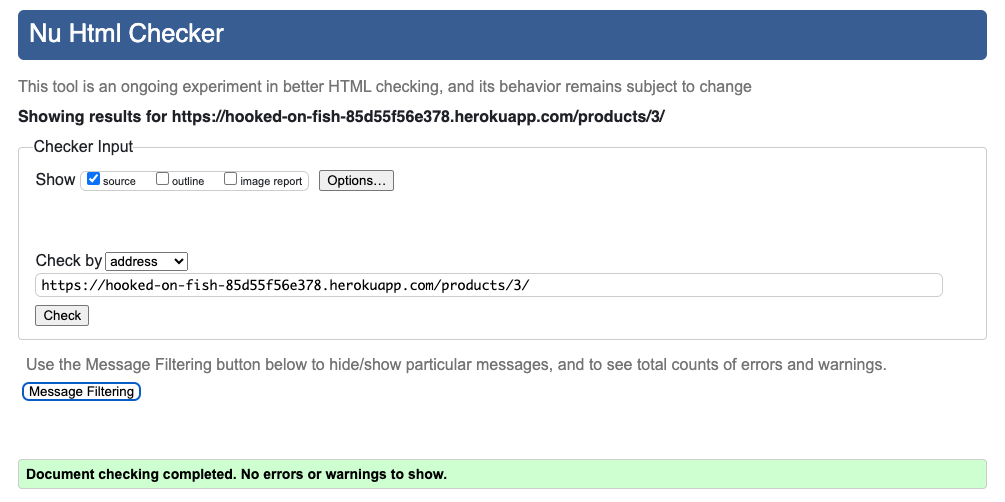 Nu Html Checker
This tool is an ongoing experiment in better HTML checking, and its behavior remains subject to change
Showing results for https://hooked-on-fish-85d55f56e378.herokuapp.com/products/3/
Checker Input
Show source outline image report Options...
Check by address
https://hooked-on-fish-85d55f56e378.herokuapp.com/products/3/
Check
Use the Message Filtering button below to hide/show particular messages, and to see total counts of errors and warnings.
Message Filtering
Document checking completed. No errors or warnings to show.